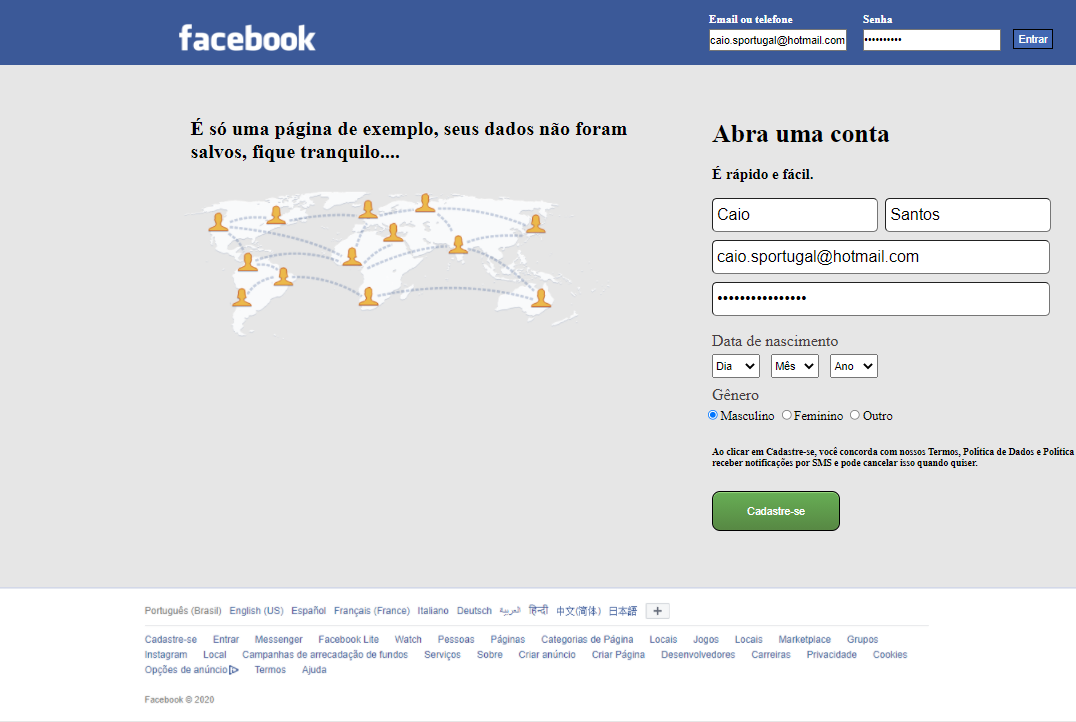 facebook
Email ou telefone Senha
caio.sportugal@hotmail.com •••••••••• Entrar
É só uma página de exemplo, seus dados não foram
salvos, fique tranquilo....
Abra uma conta
É rápido e fácil.
Caio Santos
caio.sportugal@hotmail.com
••••••••••••••••
Data de nascimento
Dia Mês Ano
Gênero
Masculino Feminino Outro
Ao clicar em Cadastre-se, você concorda com nossos Termos, Política de Dados e Política
receber notificações por SMS e pode cancelar isso quando quiser.
Cadastre-se
Português (Brasil) English (US) Español Français (France) Italiano Deutsch العربية हिन्दी 中文(简体) 日本語 +
Cadastre-se Entrar Messenger Facebook Lite Watch Pessoas Páginas Categorias de Página Locais Jogos Locais Marketplace Grupos
Instagram Local Campanhas de arrecadação de fundos Serviços Sobre Criar anúncio Criar Página Desenvolvedores Carreiras Privacidade Cookies
Opções de anúncio Termos Ajuda
Facebook © 2020